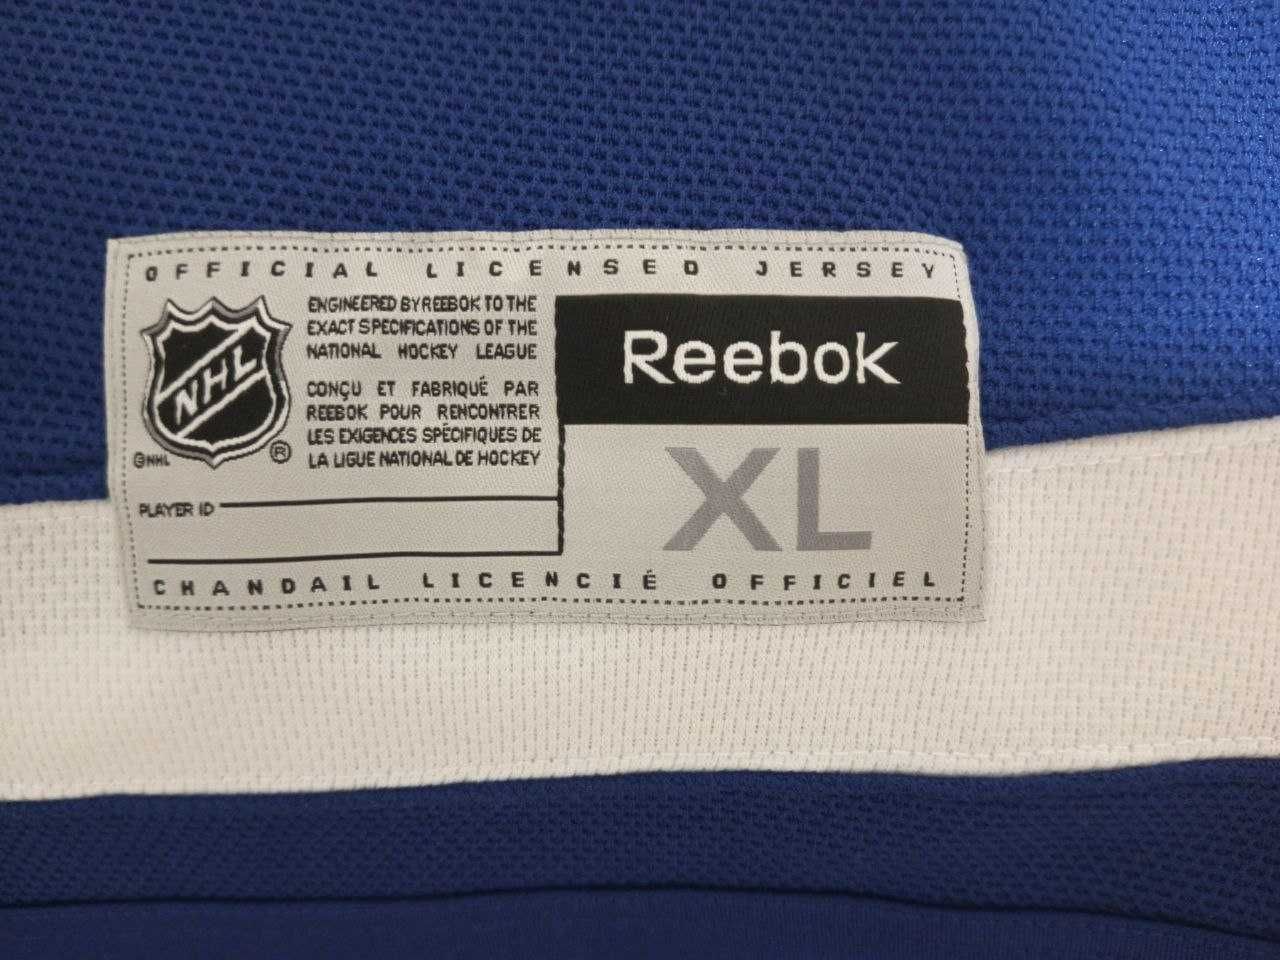 OFFICIAL LICENSED JERSEY
NHL
©NHL
®
ENGINEERED BY REEBOK TO THE
EXACT SPECIFICATIONS OF THE
NATIONAL HOCKEY LEAGUE
CONÇU ET FABRIQUÉ PAR
REEBOK POUR RENCONTRER
LES EXIGENCES SPÉCIFIQUES DE
LA LIGUE NATIONAL DE HOCKEY
Reebok
XL
PLAYER ID
CHANDAIL LICENCIÉ OFFICIEL